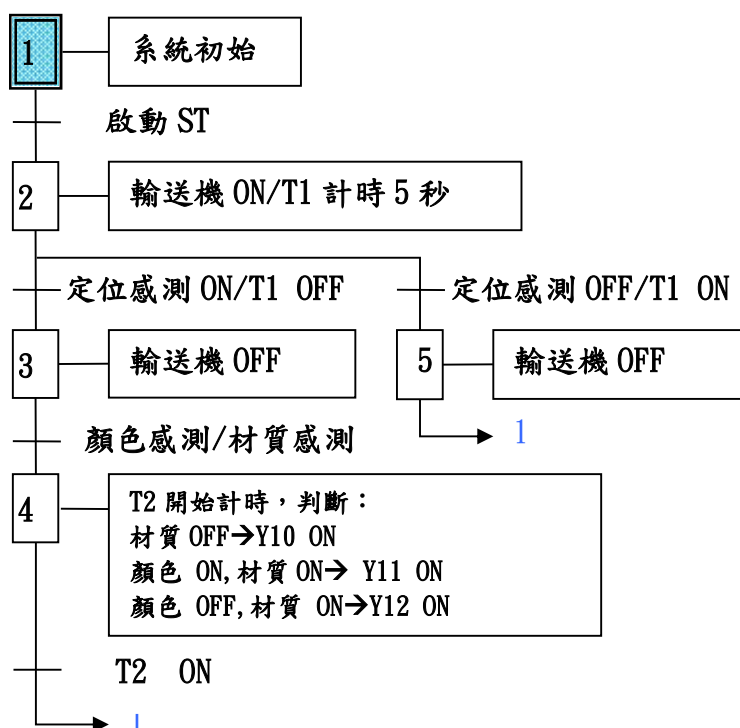 1
系統初始
啟動 ST
2
輸送機 ON/T1 計時 5 秒
定位感測 ON/T1 OFF
定位感測 OFF/T1 ON
3
輸送機 OFF
5
輸送機 OFF
顏色感測/材質感測
1
4
T2 開始計時，判斷：
材質 OFF→Y10 ON
顏色 ON,材質 ON→ Y11 ON
顏色 OFF,材質 ON→Y12 ON
T2 ON